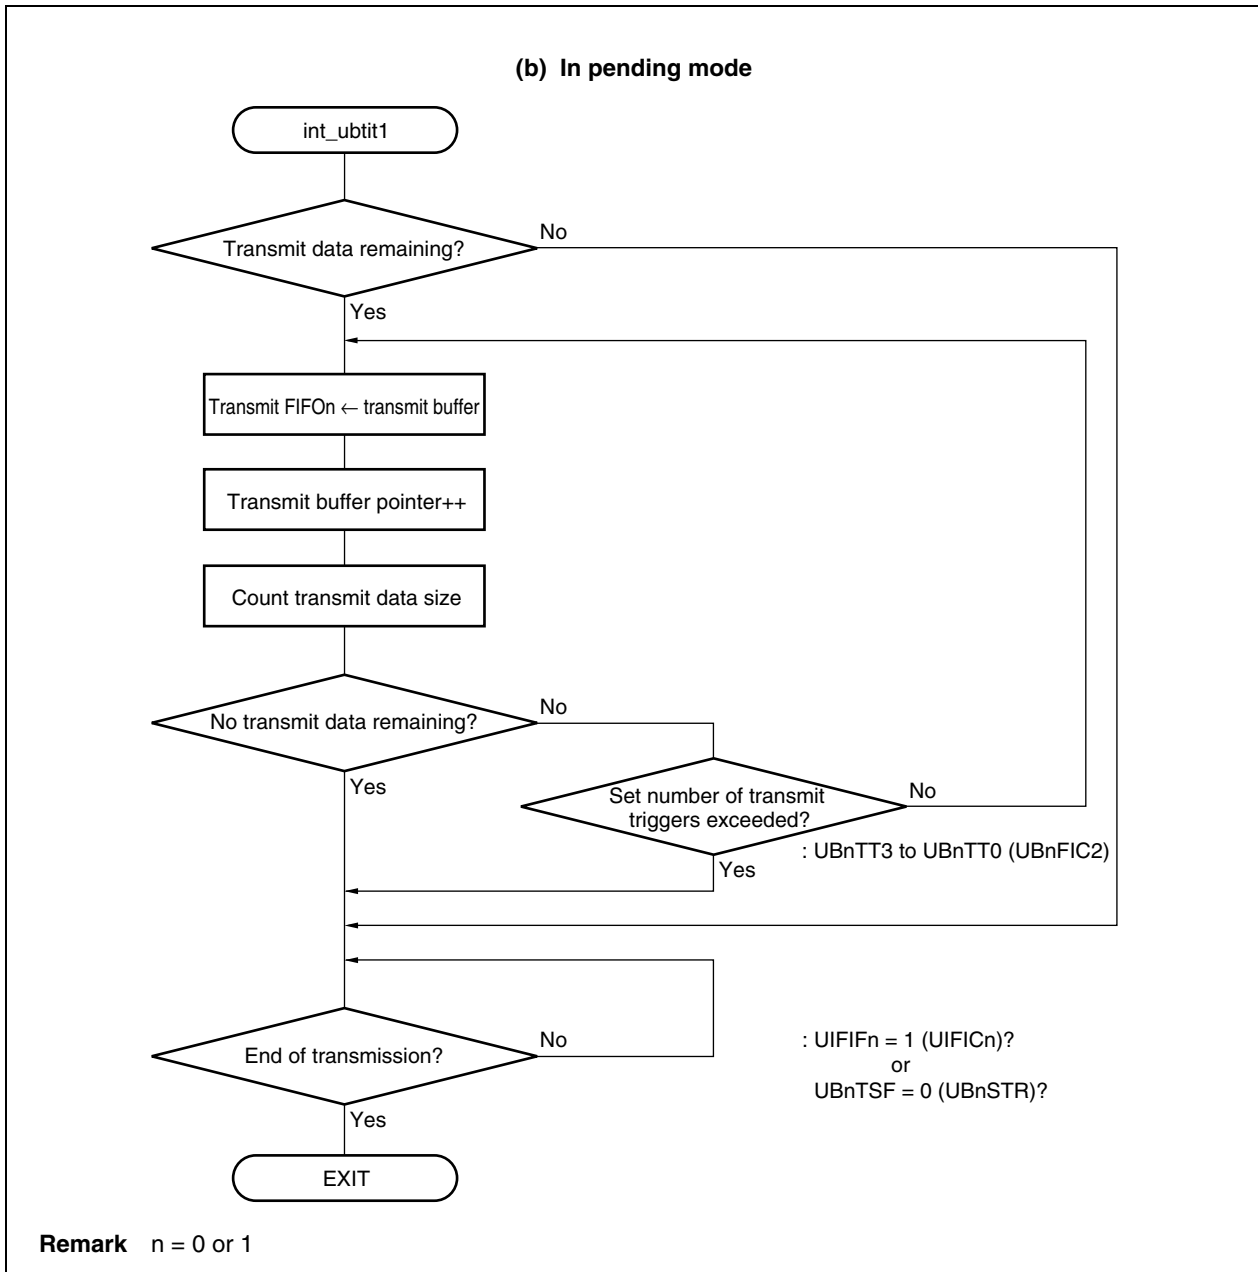 (b) In pending mode
int_ubtit1
Transmit data remaining?
No
Yes
Transmit FIFOn ← transmit buffer
Transmit buffer pointer++
Count transmit data size
No transmit data remaining?
No
Yes
Set number of transmit
triggers exceeded?
No
: UBnTT3 to UBnTT0 (UBnFIC2)
Yes
End of transmission?
No
: UIFIFn = 1 (UIFICn)?
or
UBnTSF = 0 (UBnSTR)?
Yes
EXIT
Remark n = 0 or 1